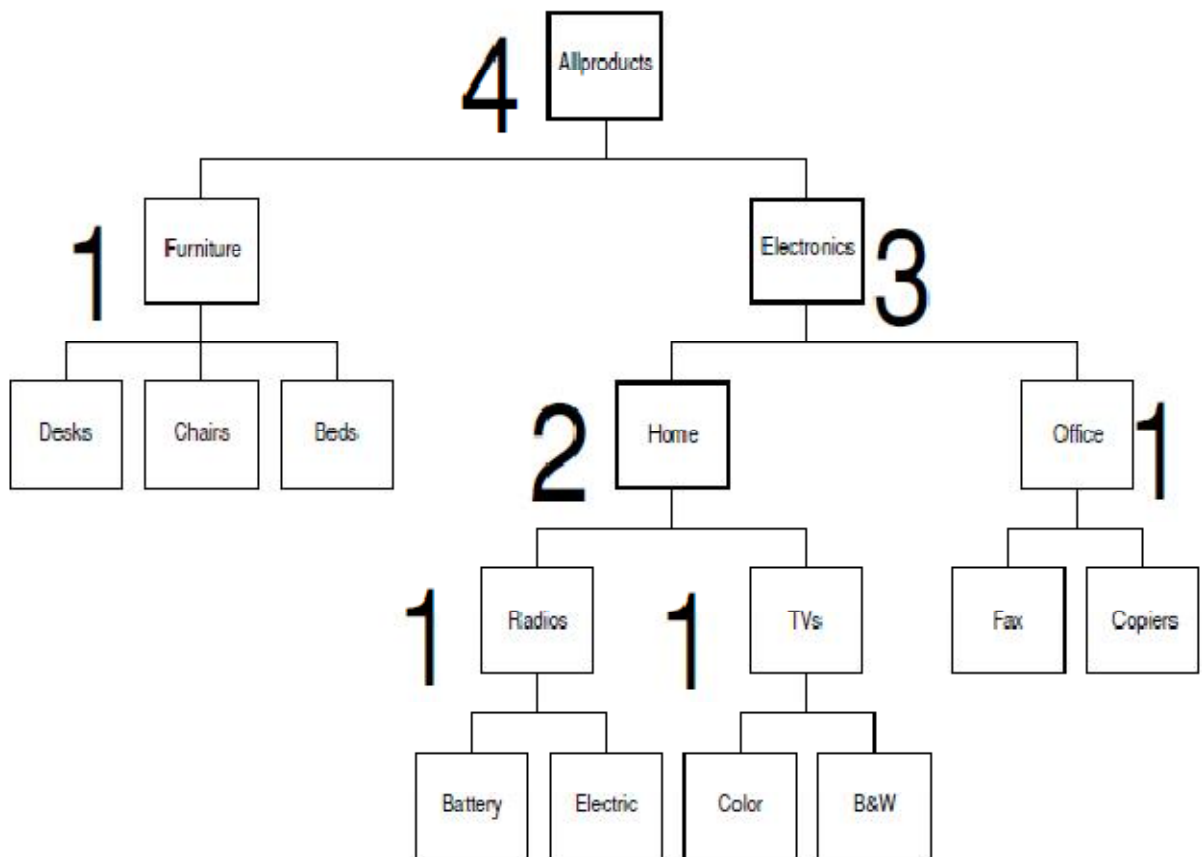 Allproducts
4
1
Furniture
Electronics
3
Desks
Chairs
Beds
2
Home
Office
1
1
Radios
1
TVs
Fax
Copiers
Battery
Electric
Color
B&W